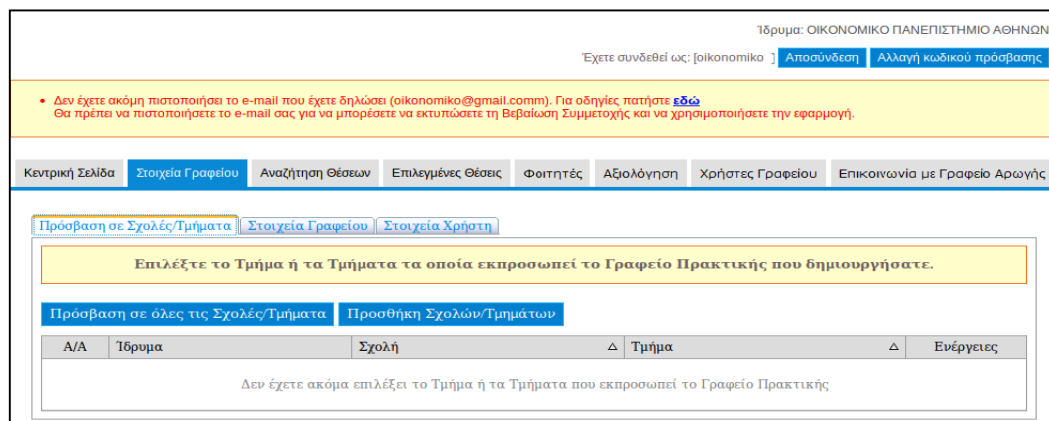 Ίδρυμα: ΟΙΚΟΝΟΜΙΚΟ ΠΑΝΕΠΙΣΤΗΜΙΟ ΑΘΗΝΩΝ
Έχετε συνδεθεί ως: [oikonomiko ] Αποσύνδεση Αλλαγή κωδικού πρόσβασης
• Δεν έχετε ακόμη πιστοποιήσει το e-mail που έχετε δηλώσει (oikonomiko@gmail.comm). Για οδηγίες πατήστε εδώ
Θα πρέπει να πιστοποιήσετε το e-mail σας για να μπορέσετε να εκτυπώσετε τη Βεβαίωση Συμμετοχής και να χρησιμοποιήσετε την εφαρμογή.
Κεντρική Σελίδα Στοιχεία Γραφείου Αναζήτηση Θέσεων Επιλεγμένες Θέσεις Φοιτητές Αξιολόγηση Χρήστες Γραφείου Επικοινωνία με Γραφείο Αρωγής
Πρόσβαση σε Σχολές/Τμήματα Στοιχεία Γραφείου Στοιχεία Χρήστη
Επιλέξτε το Τμήμα ή τα Τμήματα τα οποία εκπροσωπεί το Γραφείο Πρακτικής που δημιουργήσατε.
Πρόσβαση σε όλες τις Σχολές/Τμήματα Προσθήκη Σχολών/Τμημάτων
Α/Α Ίδρυμα Σχολή Τμήμα Ενέργειες
Δεν έχετε ακόμα επιλέξει το Τμήμα ή τα Τμήματα που εκπροσωπεί το Γραφείο Πρακτικής